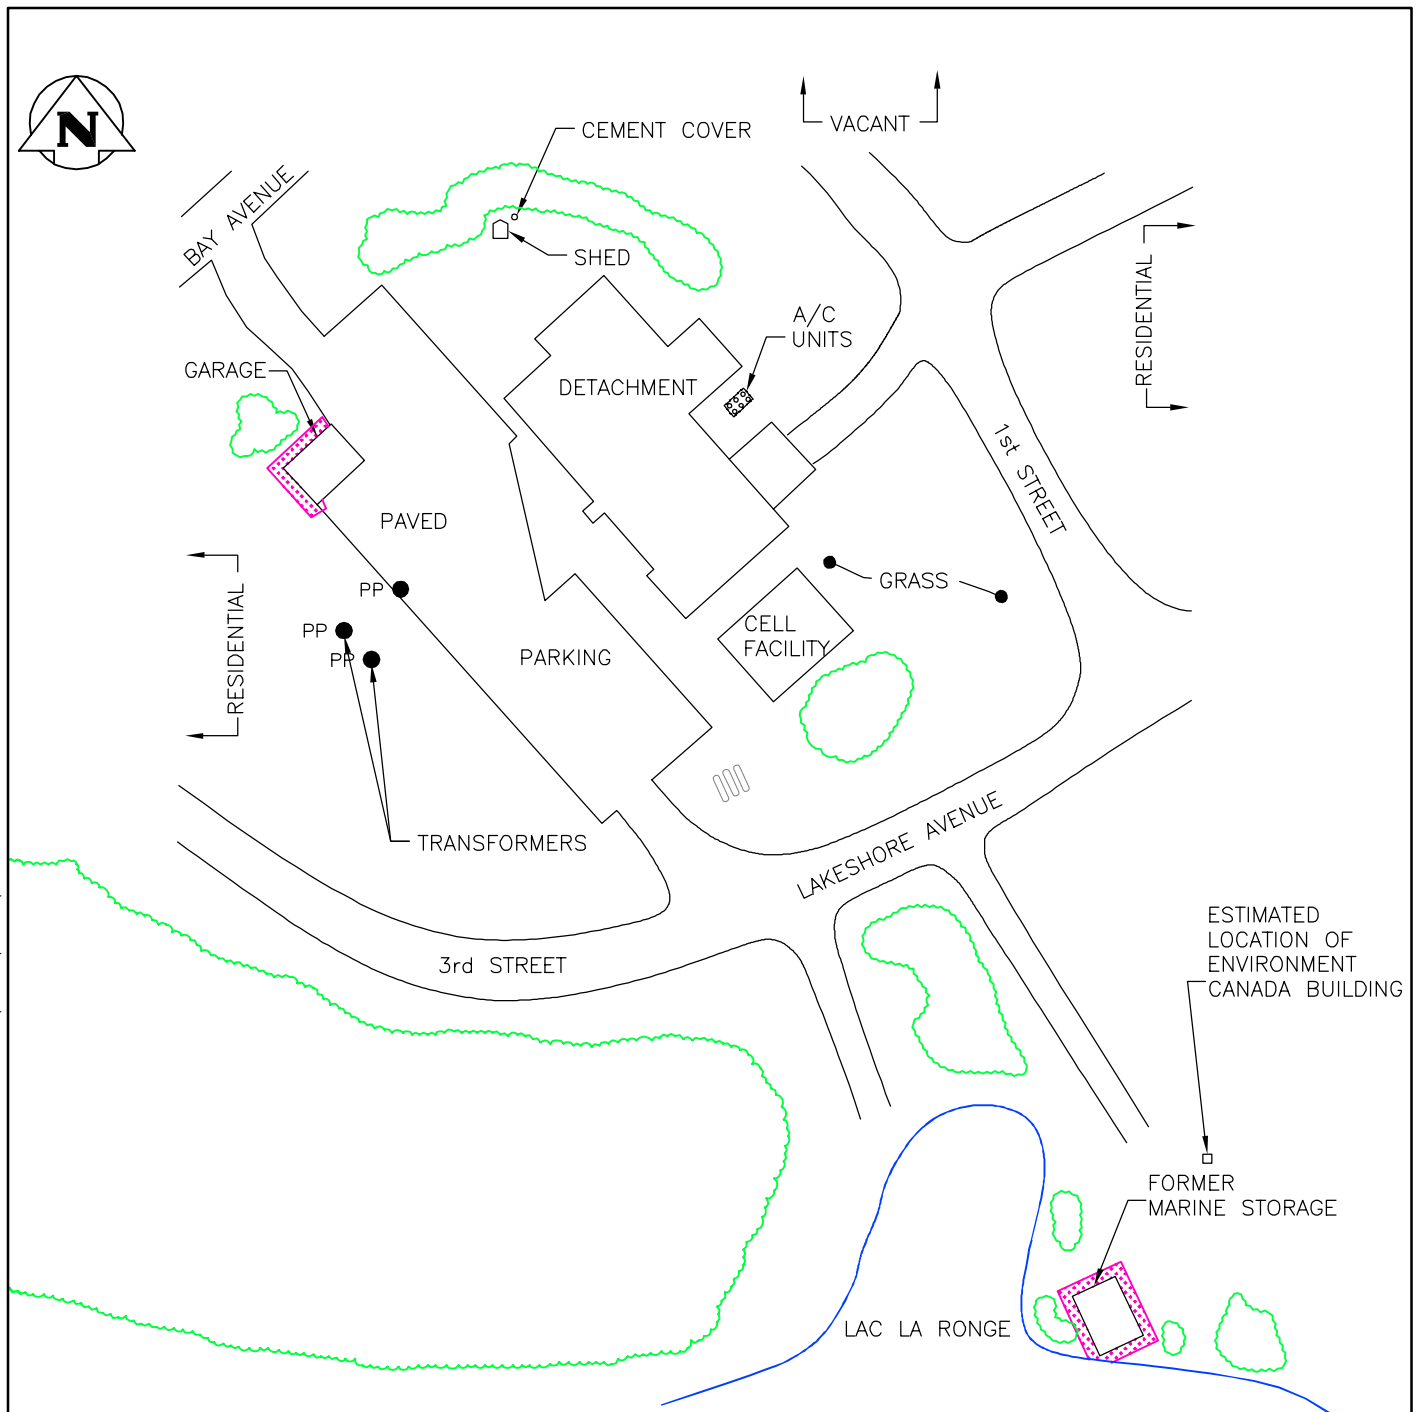 N
CEMENT COVER
VACANT
BAY AVENUE
SHED
RESIDENTIAL
A/C
UNITS
GARAGE
DETACHMENT
1st STREET
PAVED
GRASS
PP
RESIDENTIAL
PP
CELL
FACILITY
PP
PARKING
LAKESHORE AVENUE
TRANSFORMERS
3rd STREET
ESTIMATED
LOCATION OF
ENVIRONMENT
CANADA BUILDING
FORMER
MARINE STORAGE
LAC LA RONGE